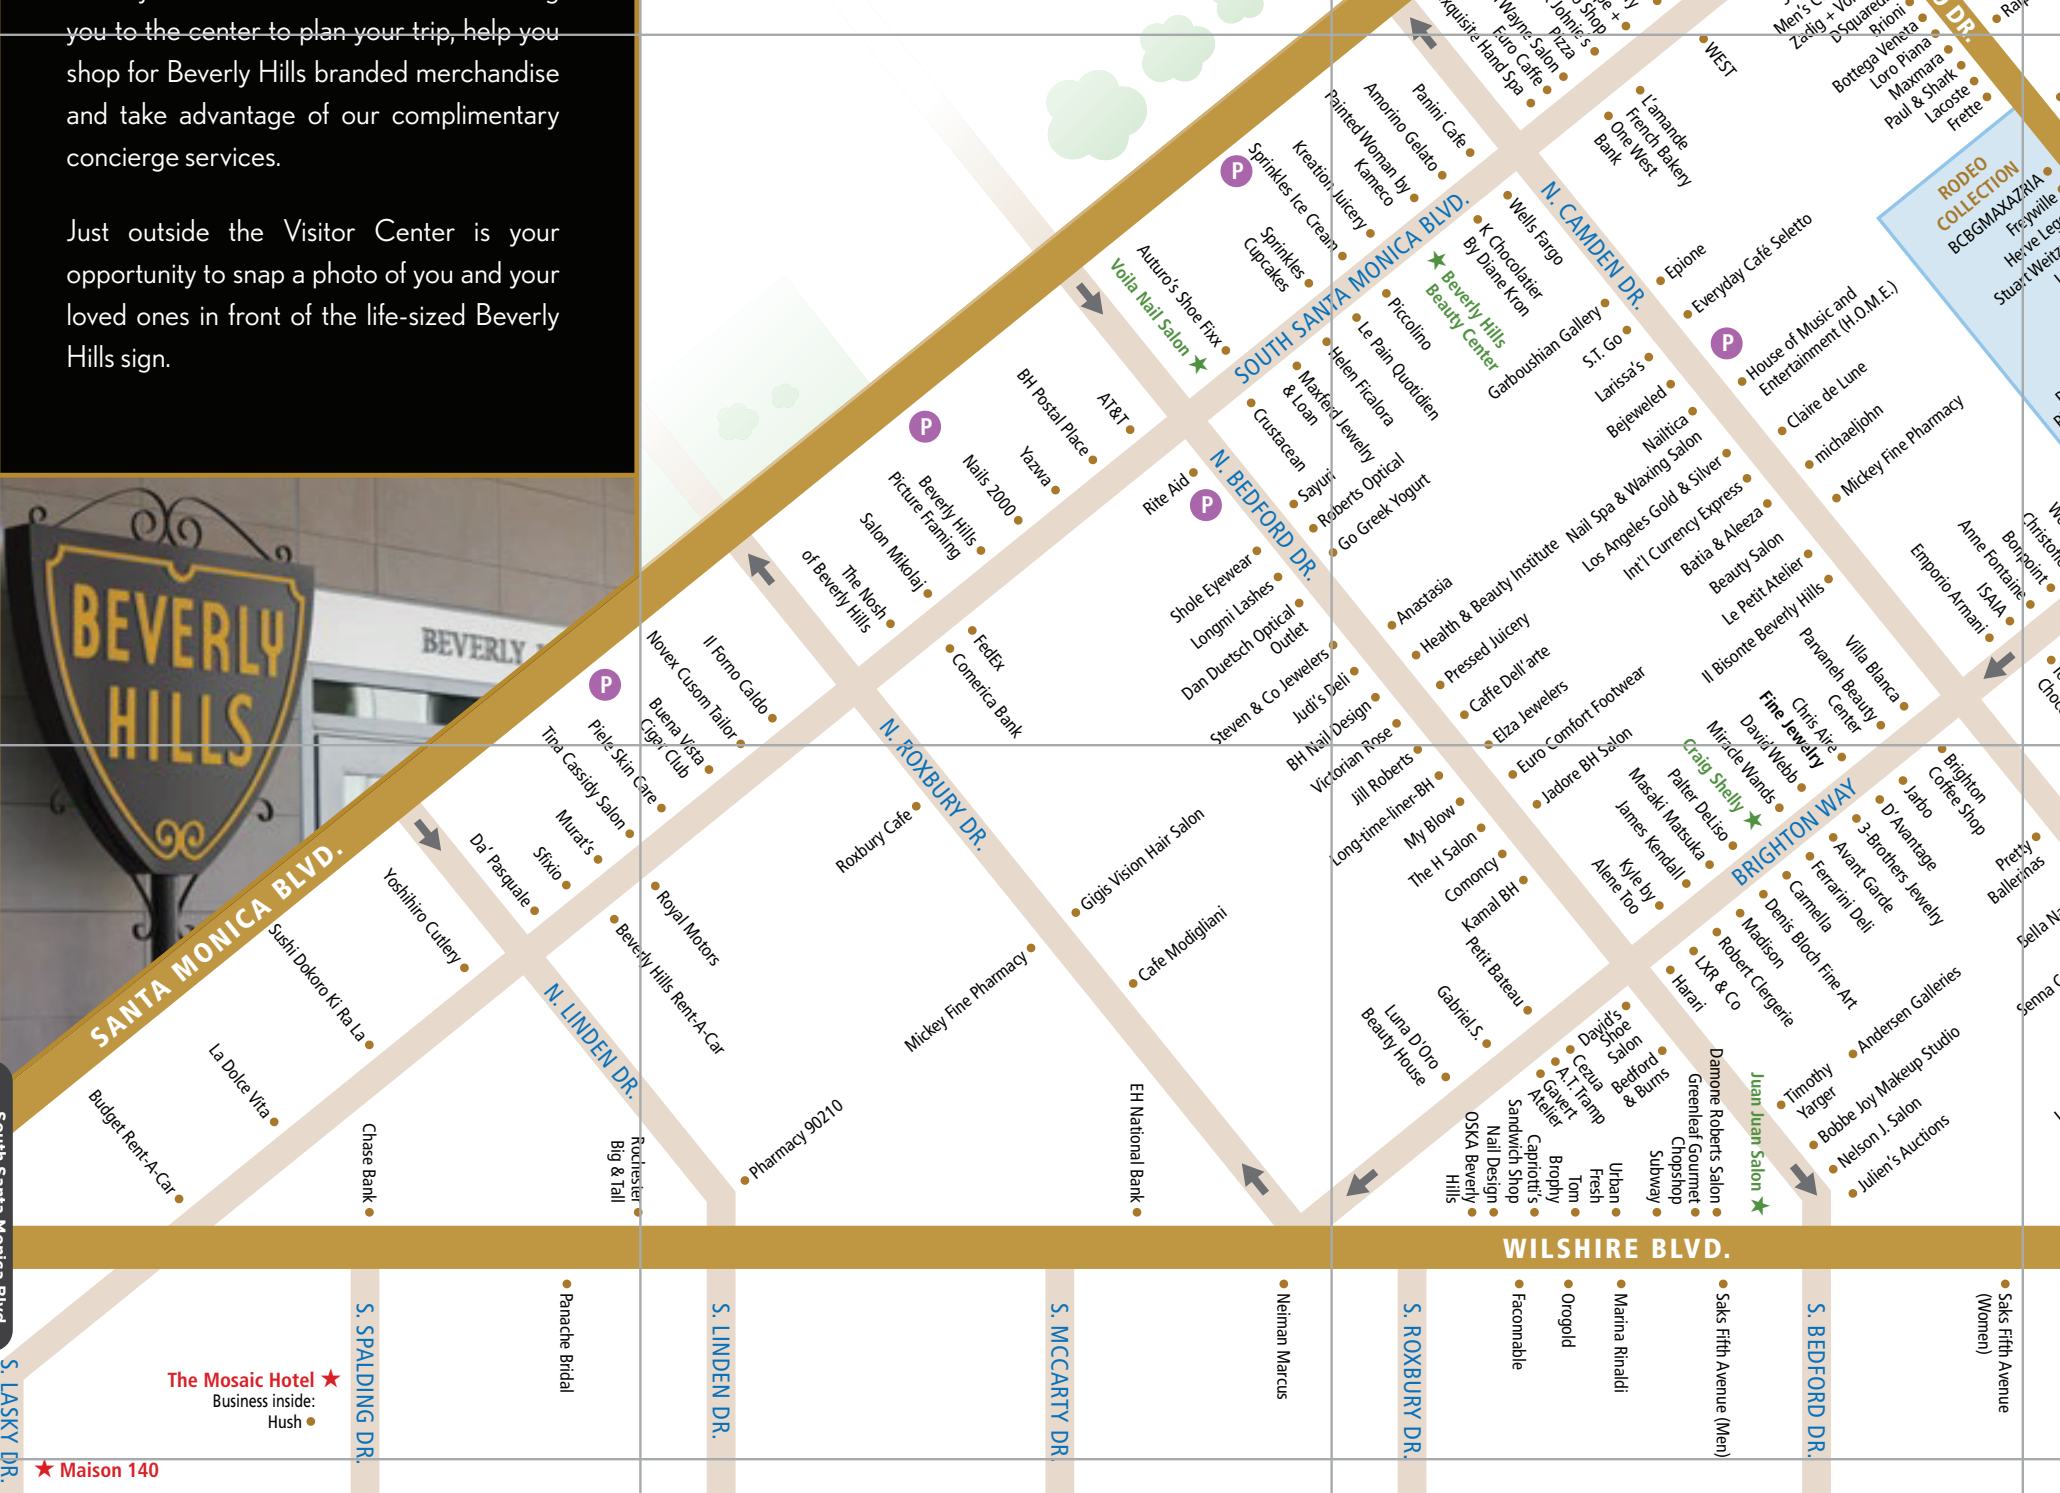 you to the center to plan your trip, help you
shop for Beverly Hills branded merchandise
and take advantage of our complimentary
concierge services.
Just outside the Visitor Center is your
opportunity to snap a photo of you and your
loved ones in front of the life-sized Beverly
Hills sign.
BEVERLY
HILLS
BEVERLY
SANTA MONICA BLVD.
SOUTH SANTA MONICA BLVD.
WILSHIRE BLVD.
BRIGHTON WAY
N. CAMDEN DR.
N. BEDFORD DR.
N. ROXBURY DR.
N. LINDEN DR.
S. LASKY DR.
S. SPALDING DR.
S. LINDEN DR.
S. MCCARTY DR.
S. ROXBURY DR.
S. BEDFORD DR.
DR.
South Santa Monica Blvd
P
P
P
P
P
Wayne Salon
Euro Caffe
Hand Spa
Pizza
WEST
L'amande
French Bakery
One West
Bank
Brioni
Bottega Veneta
Loro Piana
Maxmara
Paul & Shark
Lacoste
Frette
RODEO
COLLECTION
BCBGMAXAZRIA
Freyville
Panini Cafe
Amorino Gelato
Painted Woman by
Kameco
Kreation Juicery
Sprinkles Ice Cream
Sprinkles
Cupcakes
Auturo's Shoe Fixx
Voila Nail Salon
AT&T
BH Postal Place
Yazwa
Nails 2000
Beverly Hills
Picture Framing
Salon Mikolaj
The Nosh
of Beverly Hills
Il Forno Caldo
Novex Cusom Tailor
Buena Vista
Cigar Club
Piele Skin Care
Tina Cassidy Salon
Murat's
Sfixio
Da' Pasquale
Yoshihiro Cutlery
Sushi Dokoro Ki Ra La
La Dolce Vita
Budget Rent-A-Car
Wells Fargo
K Chocolatier
By Diane Kron
Beverly Hills
Beauty Center
Piccolino
Le Pain Quotidien
Helen Ficalora
Maxferd Jewelry
& Loan
Crustacean
Sayuri
Roberts Optical
Go Greek Yogurt
Rite Aid
Garboushian Gallery
S.T. Go
Larissa's
Bejeweled
Nailtica
Nail Spa & Waxing Salon
Los Angeles Gold & Silver
Int'l Currency Express
Batia & Aleeza
Beauty Salon
Le Petit Atelier
Il Bisonte Beverly Hills
Epione
Everyday Café Seletto
House of Music and
Entertainment (H.O.M.E.)
Claire de Lune
michaeljohn
Mickey Fine Pharmacy
Christofle
Bonpoint
Anne Fontaine
ISAIA
Emporio Armani
Shole Eyewear
Longmi Lashes
Dan Duetsch Optical
Outlet
Steven & Co Jewelers
Judi's Deli
BH Nail Design
Victorian Rose
Jill Roberts
Long-time-liner-BH
My Blow
The H Salon
Comoncy
Kamal BH
Anastasia
Health & Beauty Institute
Pressed Juicery
Caffe Dell'arte
Elza Jewelers
Euro Comfort Footwear
Jadore BH Salon
Villa Blanca
Parvaneh Beauty
Center
Chris Aire
Fine Jewelry
David Webb
Miracle Wands
Craig Shelly
Palter DeLiso
Masaki Matsuka
James Kendall
Kyle by
Alene Too
Petit Bateau
Gabriel.S.
Luna D'Oro
Beauty House
Brighton
Coffee Shop
Jarbo
D'Avantage
3-Brothers Jewelry
Avant Garde
Ferrarini Deli
Carmella
Denis Bloch Fine Art
Madison
Robert Clergerie
LXR & Co
Harari
Pretty
Ballerinas
Andersen Galleries
Timothy
Yarger
Bobbe Joy Makeup Studio
Nelson J. Salon
Julien's Auctions
FedEx
Comerica Bank
Roxbury Cafe
Gigis Vision Hair Salon
Cafe Modigliani
Mickey Fine Pharmacy
Royal Motors
Beverly Hills Rent-A-Car
Pharmacy 90210
Chase Bank
Rochester
Big & Tall
EH National Bank
David's
Shoe
Salon
Cezua
A.T. Tramp
Gavert
Atelier
Bedford
& Burns
OSKA Beverly
Hills
Nail Design
Capriotti's
Sandwich Shop
Tom
Brophy
Urban
Fresh
Subway
Greenleaf Gourmet
Chopshop
Damone Roberts Salon
Juan Juan Salon
Panache Bridal
Neiman Marcus
Faconnable
Orogold
Marina Rinaldi
Saks Fifth Avenue (Men)
Saks Fifth Avenue
(Women)
The Mosaic Hotel
Business inside:
Hush
Maison 140